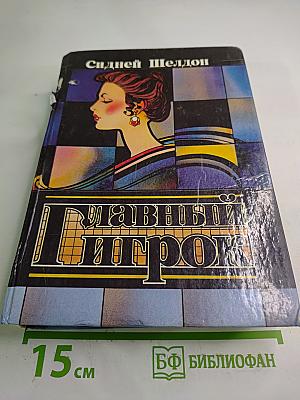 Сидней Шелдон
Главный
игрок
15 см
БФ БИБЛИОФАН